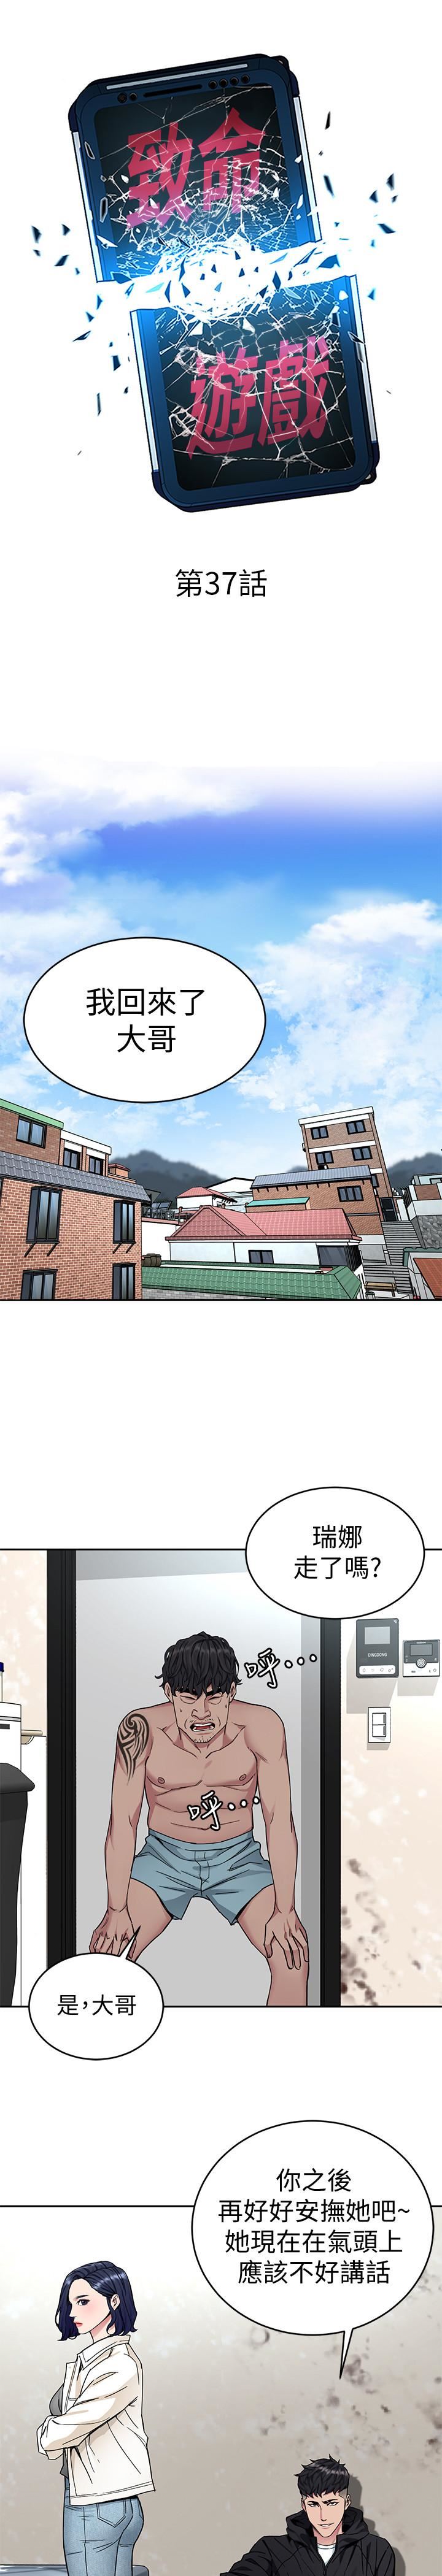 致命
遊戲
第37話
我回來了
大哥
瑞娜
走了嗎?
DINGDONG
呼…
呼…
是,大哥
你之後
再好好安撫她吧~
她現在在氣頭上
應該不好講話